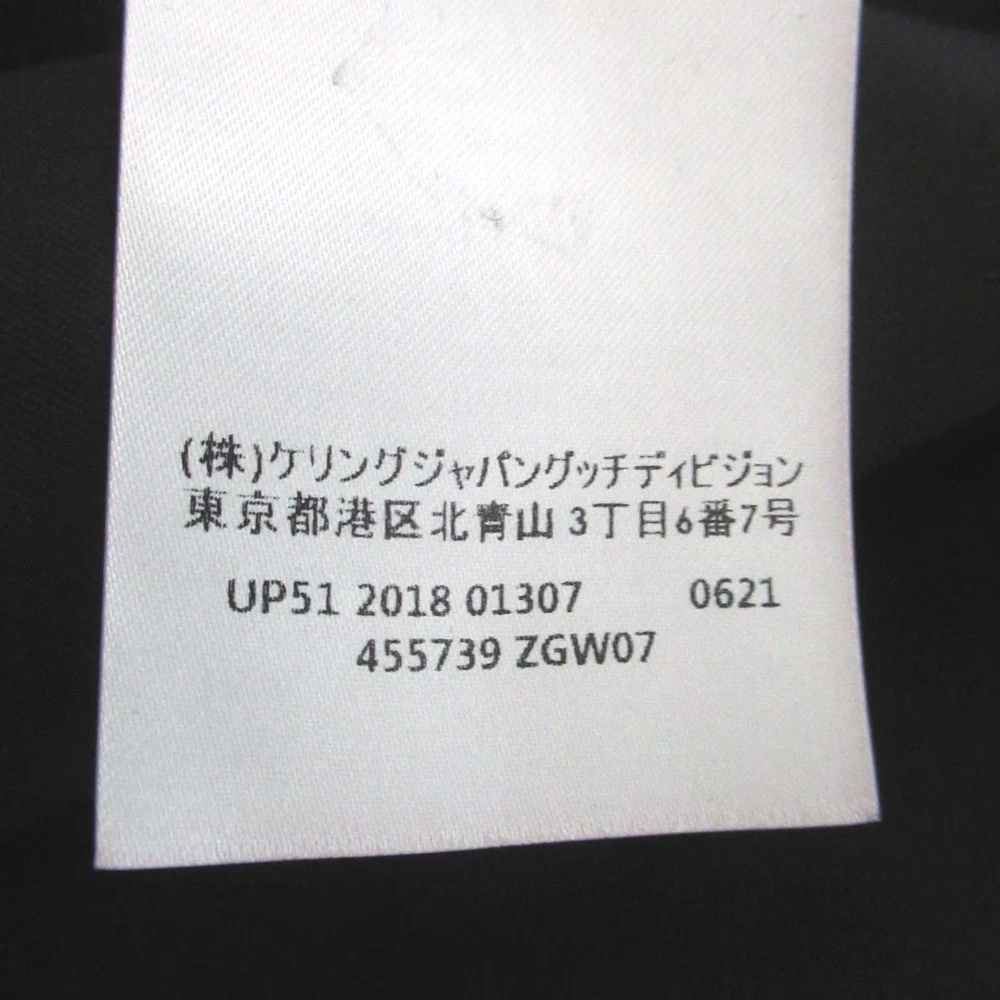 (株)ケリングジャパングッチディビジョン
東京都港区北青山3丁目6番7号
UP51 2018 01307 0621
455739 ZGW07